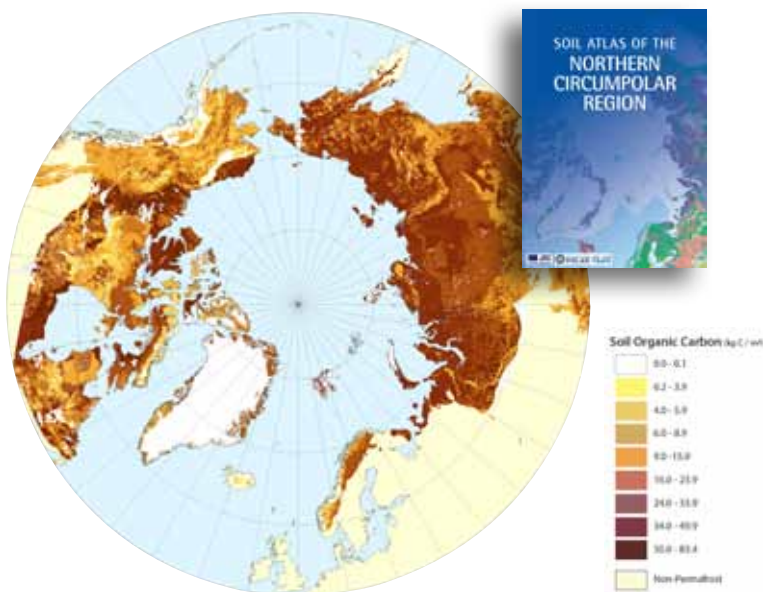 SOIL ATLAS OF THE
NORTHERN
CIRCUMPOLAR
REGION
Soil Organic Carbon (kg C / m²)
0.0 - 0.1
0.2 - 3.9
4.0 - 5.9
6.0 - 8.9
9.0 - 15.9
16.0 - 23.9
24.0 - 33.9
34.0 - 49.9
50.0 - 83.4
Non-Permafrost